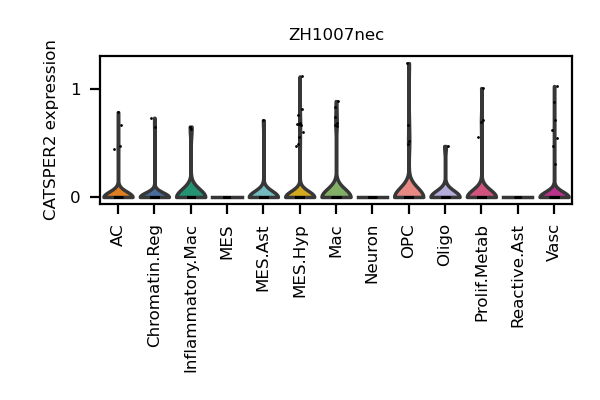 ZH1007nec
CATSPER2 expression
1
0
AC
Chromatin.Reg
Inflammatory.Mac
MES
MES.Ast
MES.Hyp
Mac
Neuron
OPC
Oligo
Prolif.Metab
Reactive.Ast
Vasc